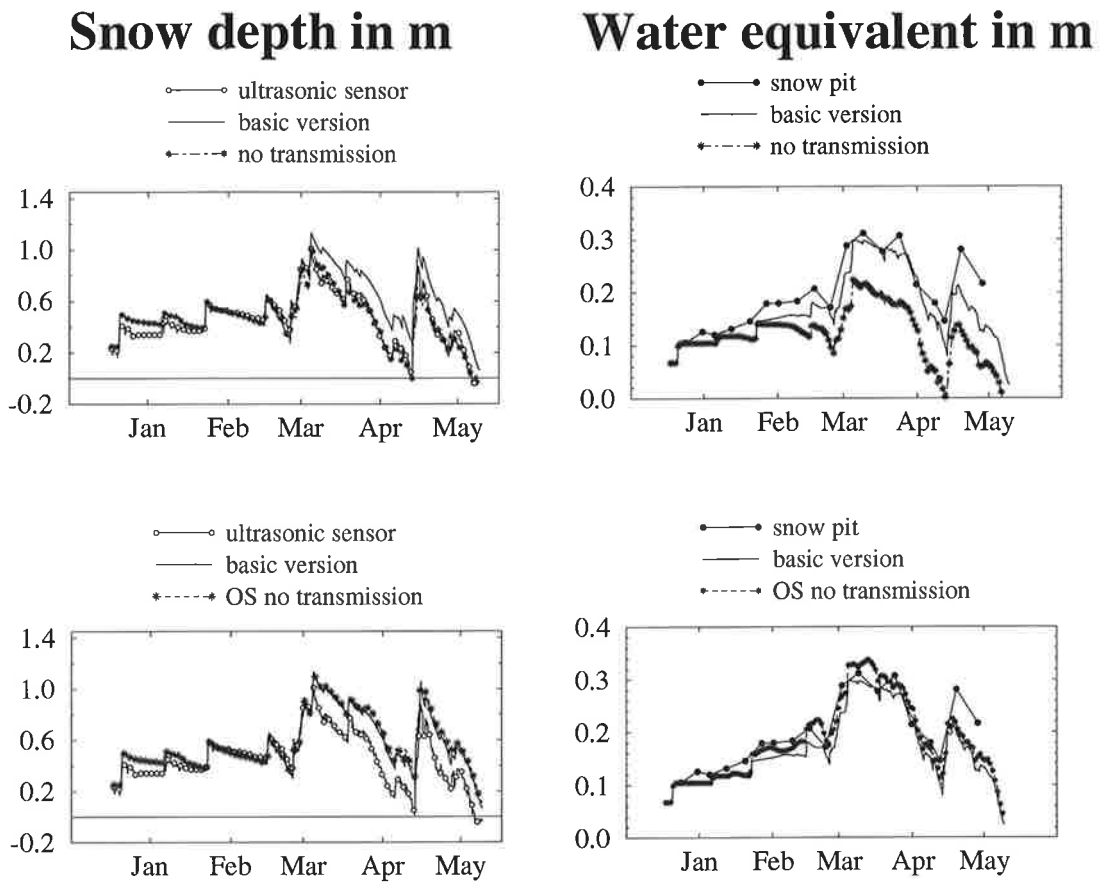 Snow depth in m
Water equivalent in m
ultrasonic sensor
basic version
no transmission
1.4
1.0
0.6
0.2
-0.2
Jan Feb Mar Apr May
snow pit
basic version
no transmission
0.4
0.3
0.2
0.1
0.0
Jan Feb Mar Apr May
ultrasonic sensor
basic version
OS no transmission
1.4
1.0
0.6
0.2
-0.2
Jan Feb Mar Apr May
snow pit
basic version
OS no transmission
0.4
0.3
0.2
0.1
0.0
Jan Feb Mar Apr May